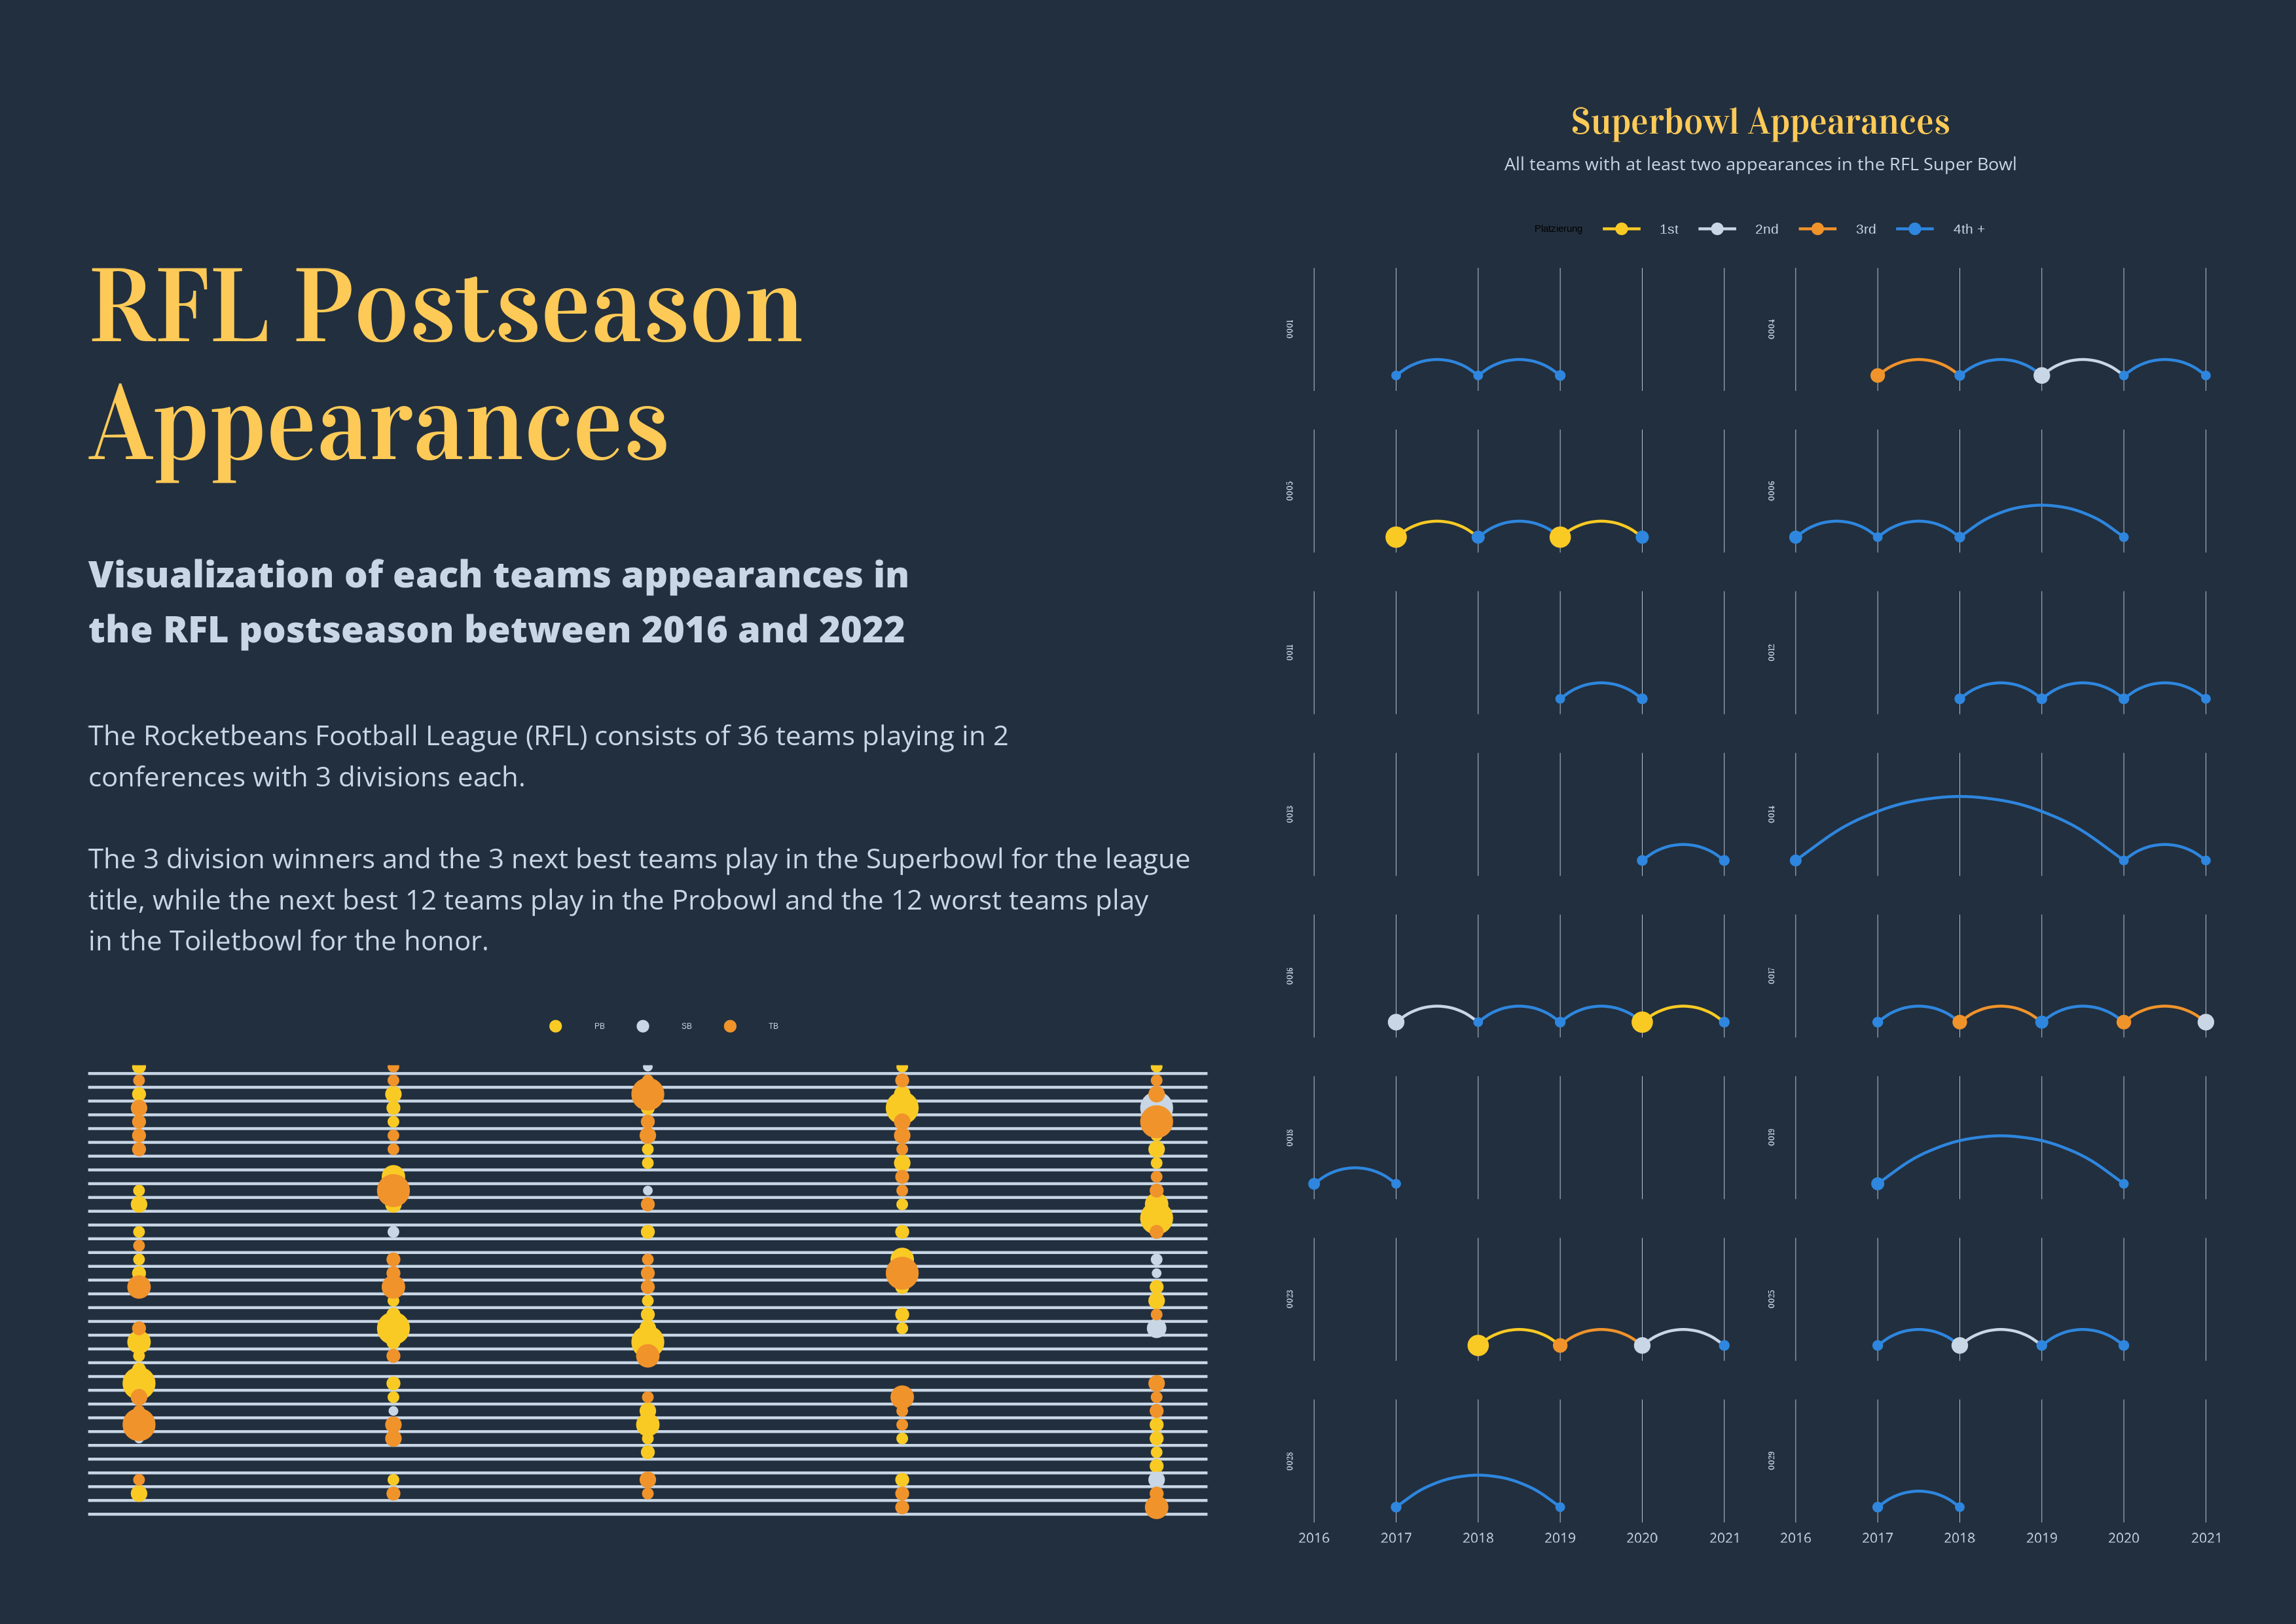 RFL Postseason
Appearances
Visualization of each teams appearances in
the RFL postseason between 2016 and 2022
The Rocketbeans Football League (RFL) consists of 36 teams playing in 2
conferences with 3 divisions each.
The 3 division winners and the 3 next best teams play in the Superbowl for the league
title, while the next best 12 teams play in the Probowl and the 12 worst teams play
in the Toiletbowl for the honor.
PB SB TB
Superbowl Appearances
All teams with at least two appearances in the RFL Super Bowl
Platzierung 1st 2nd 3rd 4th +
0001 0004
0005 0006
0011 0012
0013 0014
0016 0017
0018 0019
0023 0025
0028 0029
2016 2017 2018 2019 2020 2021 2016 2017 2018 2019 2020 2021